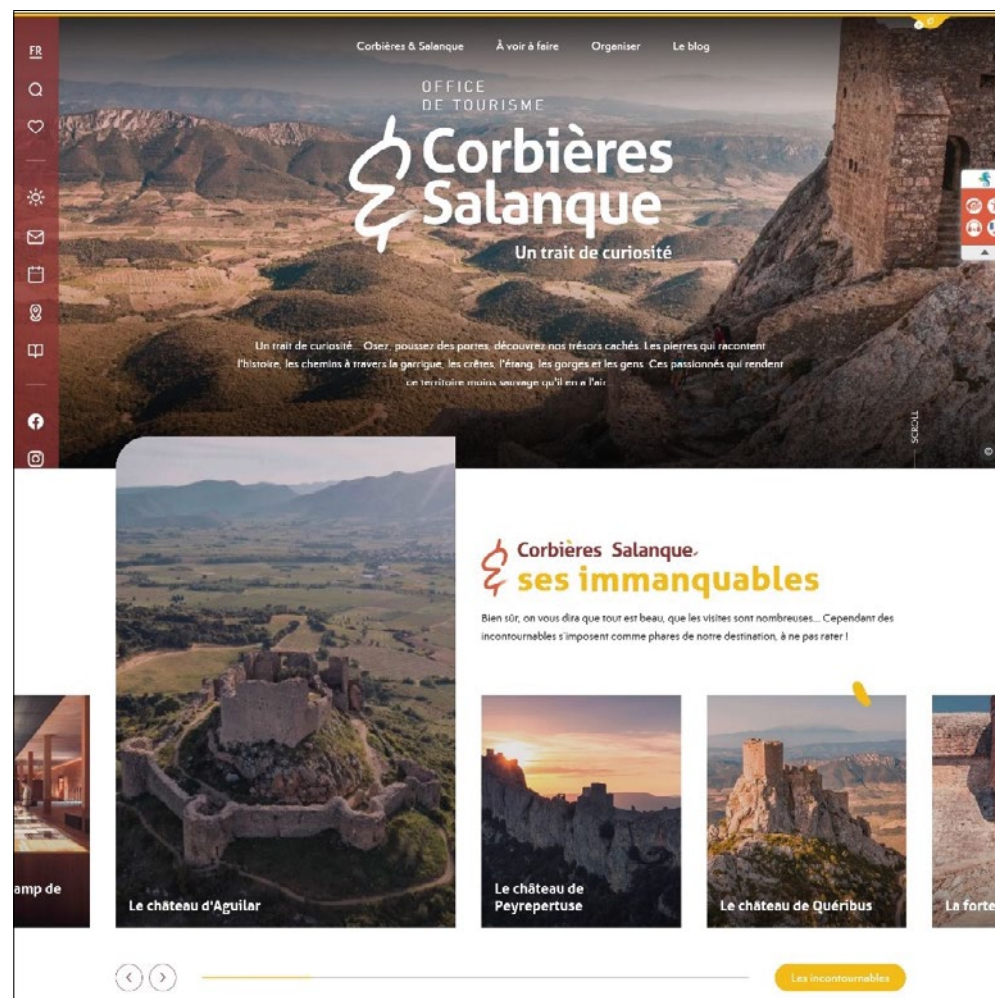 FR
Corbières & Salanque
À voir à faire
Organiser
Le blog
OFFICE
DE TOURISME
& Corbières
Salanque
Un trait de curiosité
Un trait de curiosité... Osez, poussez des portes, découvrez nos trésors cachés. Les pierres qui racontent
l'histoire, les chemins à travers la garrigue, les crêtes, l'étang, les gorges et les gens. Ces passionnés qui rendent
ce territoire moins sauvage qu'il en a l'air.
SCROLL
©
& Corbières Salanque
ses immanquables
Bien sûr, on vous dira que tout est beau, que les visites sont nombreuses... Cependant des
incontournables s'imposent comme phares de notre destination, à ne pas rater !
amp de
Le château d'Aguilar
Le château de
Peyrepertuse
Le château de Quéribus
La forte
Les incontournables